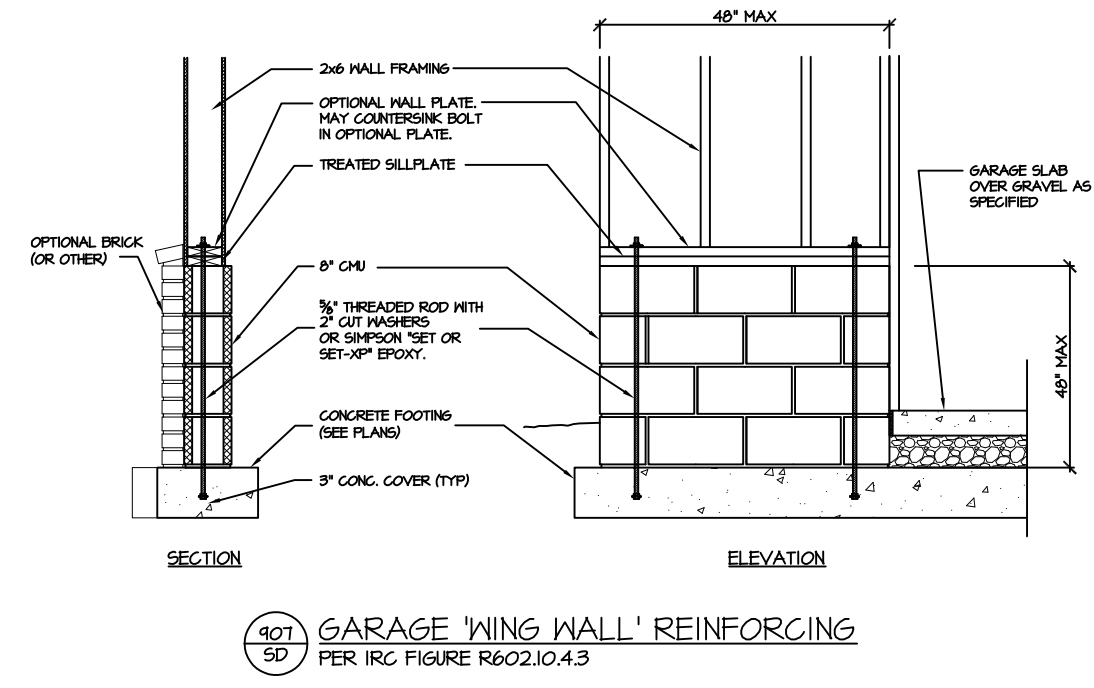 48" MAX
2x6 WALL FRAMING
OPTIONAL WALL PLATE.
MAY COUNTERSINK BOLT
IN OPTIONAL PLATE.
TREATED SILLPLATE
GARAGE SLAB
OVER GRAVEL AS
SPECIFIED
OPTIONAL BRICK
(OR OTHER)
8" CMU
⅝" THREADED ROD WITH
2" CUT WASHERS
OR SIMPSON "SET OR
SET-XP" EPOXY.
48" MAX
CONCRETE FOOTING
(SEE PLANS)
3" CONC. COVER (TYP)
SECTION
ELEVATION
907
SD
GARAGE 'WING WALL' REINFORCING
PER IRC FIGURE R602.10.4.3